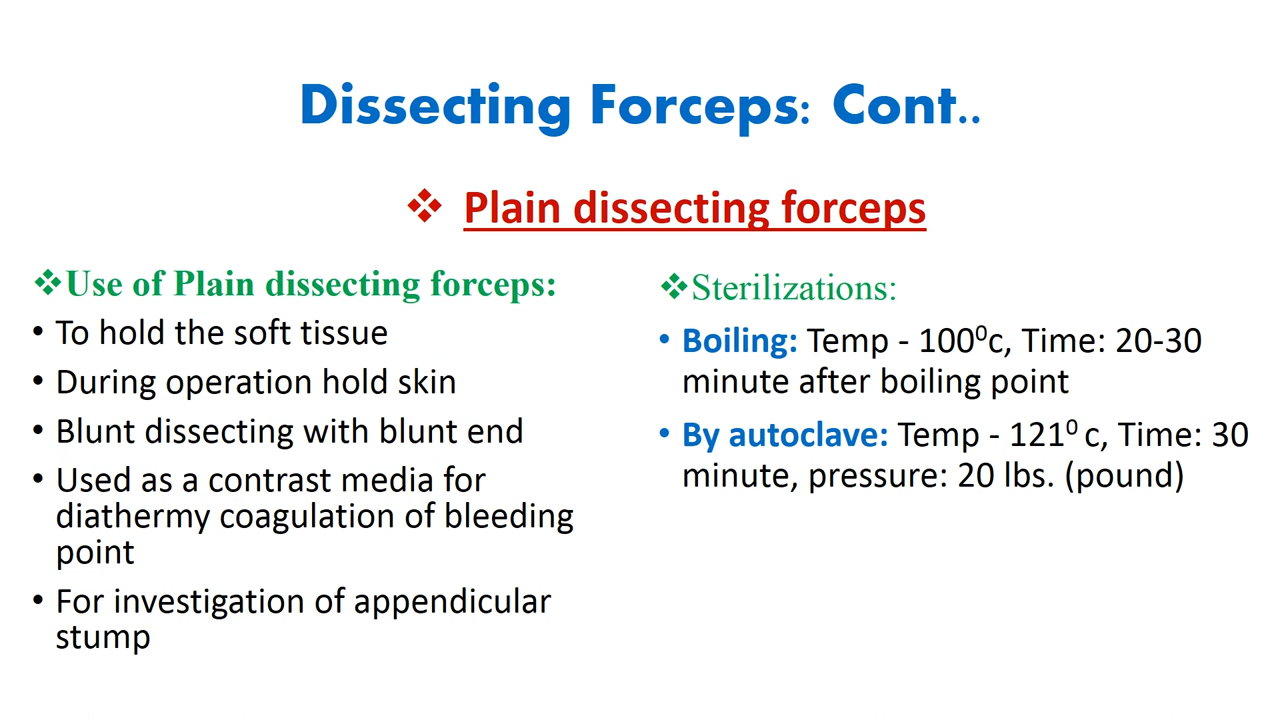 Dissecting Forceps: Cont..
❖ Plain dissecting forceps
❖Use of Plain dissecting forceps:
• To hold the soft tissue
• During operation hold skin
• Blunt dissecting with blunt end
• Used as a contrast media for
diathermy coagulation of bleeding
point
• For investigation of appendicular
stump
❖Sterilizations:
• Boiling: Temp - 100⁰c, Time: 20-30
minute after boiling point
• By autoclave: Temp - 121⁰ c, Time: 30
minute, pressure: 20 lbs. (pound)